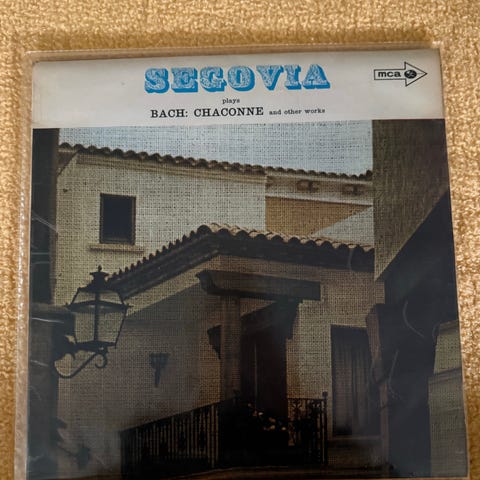 SEGOVIA
mca
plays
BACH: CHACONNE and other works